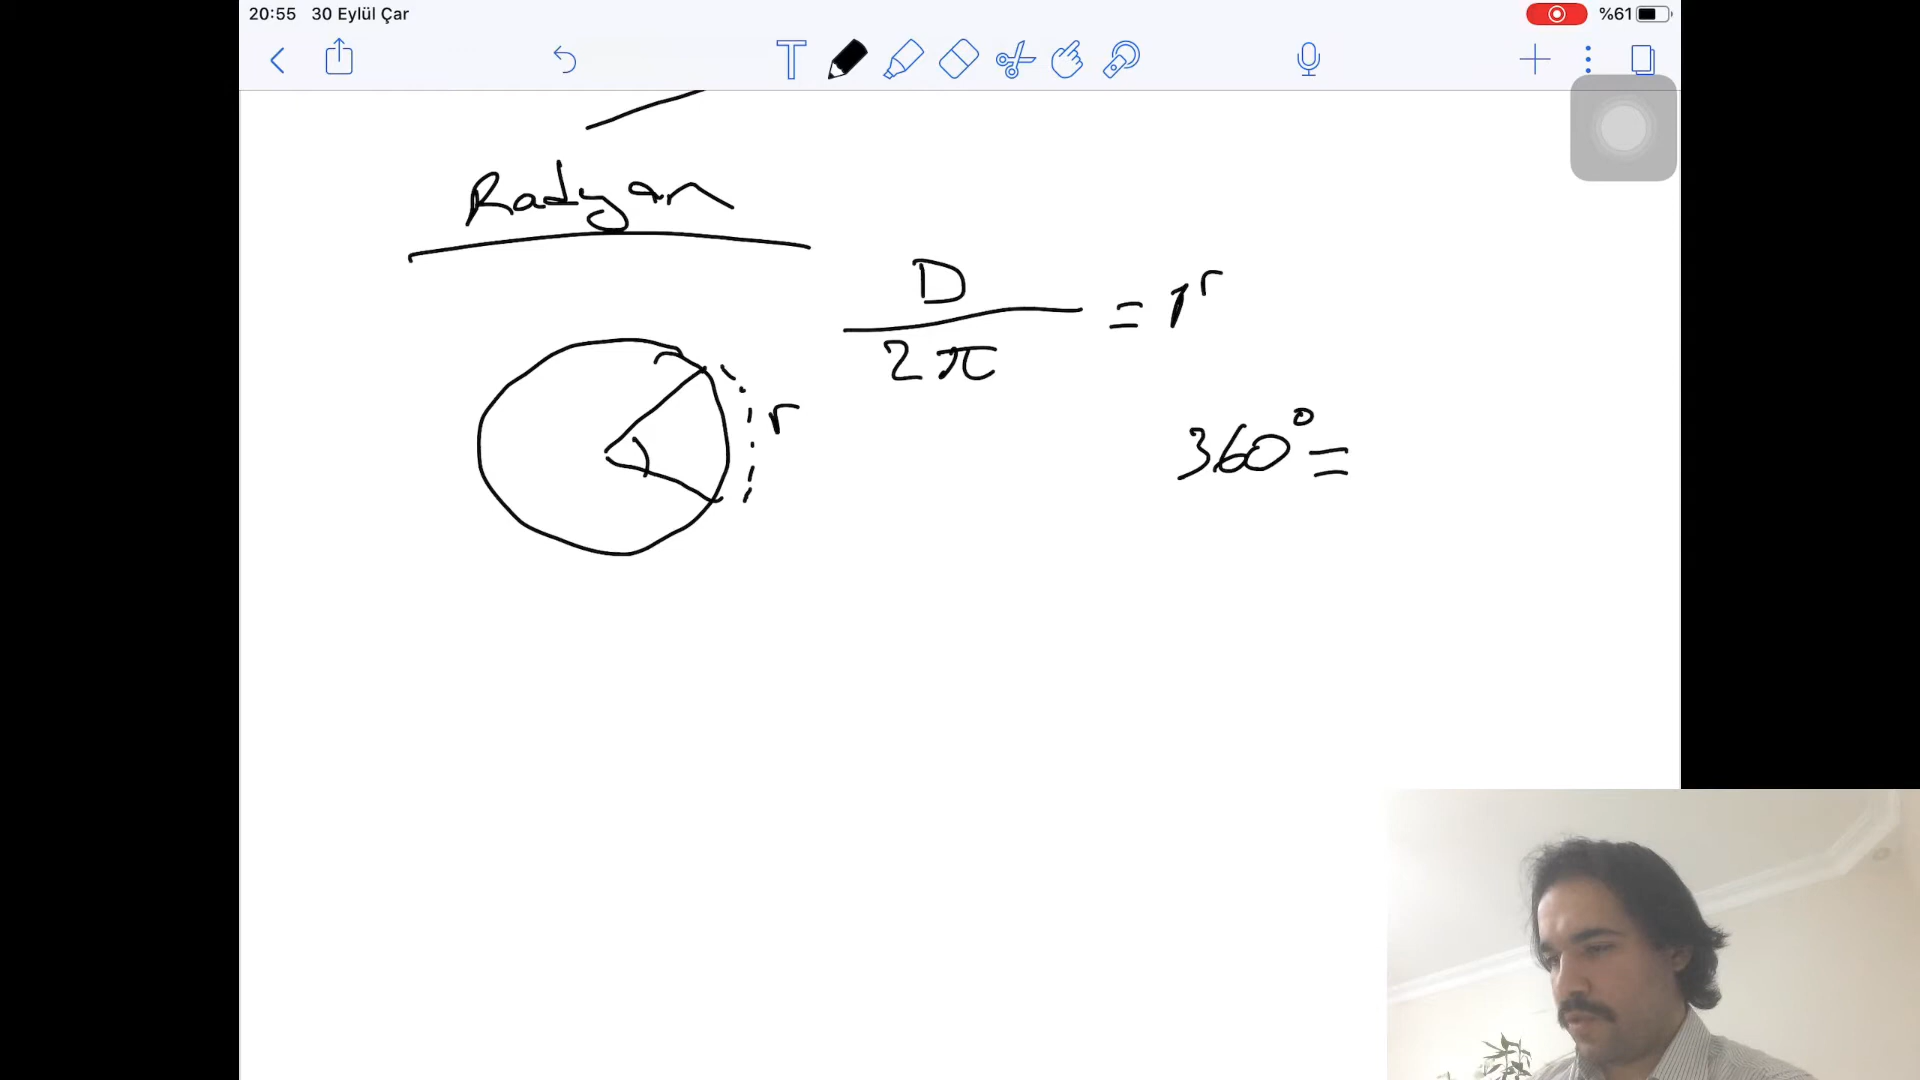 20:55 30 Eylül Çar %61
T
Radyan
D
2π
= 1ʳ
r
360° =